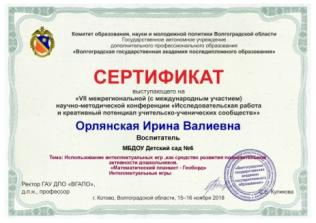 Комитет образования, науки и молодежной политики Волгоградской области
Государственное автономное учреждение
дополнительного профессионального образования
«Волгоградская государственная академия последипломного образования»
СЕРТИФИКАТ
выступающего на
«VII межрегиональной (с международным участием)
научно-методической конференции «Исследовательская работа
и креативный потенциал учительско-ученических сообществ»»
Орлянская Ирина Валиевна
Воспитатель
МБДОУ Детский сад №6
Тема: Использование интеллектуальных игр ,как средство развития познавательной
активности дошкольников.
«Математический планшет - Геоборд»
Интеллектуальные игры
Ректор ГАУ ДПО «ВГАПО»,
д.п.н., профессор
Куликова
г. Котово, Волгоградская область, 15–16 ноября 2018